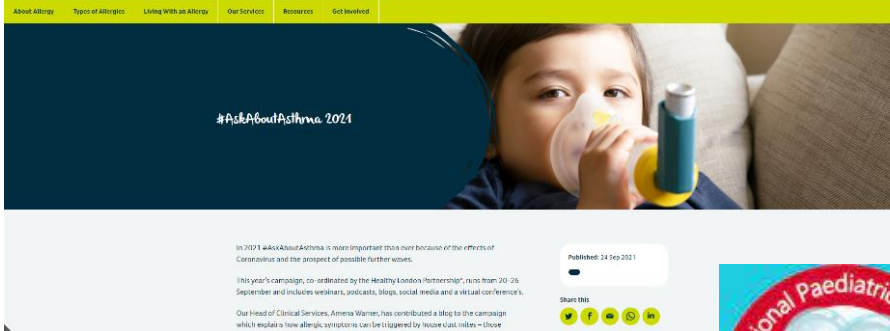 About Allergy
Types of Allergies
Living With an Allergy
Our Services
Resources
Get Involved
#AskAboutAsthma 2021
In 2021 #AskAboutAsthma is more important than ever because of the effects of
Coronavirus and the prospect of possible further waves.
This year's campaign, co-ordinated by the Healthy London Partnership*, runs from 20-26
September and includes webinars, podcasts, blogs, social media and a virtual conference's.
Our Head of Clinical Services, Amena Warner, has contributed a blog to the campaign
which explains how allergic symptoms can be triggered by house dust mites – those
Published: 24 Sep 2021
Share this
onal Paediatric